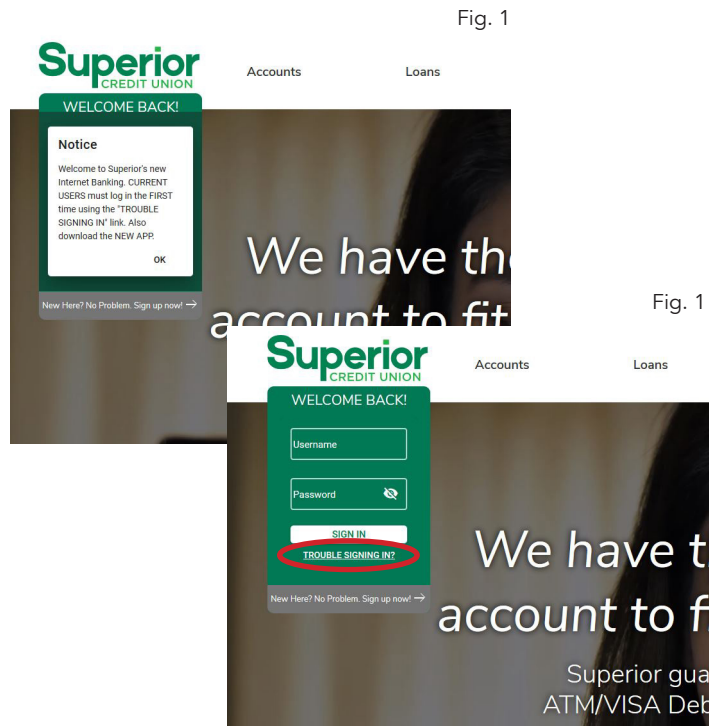 Fig. 1
Superior
CREDIT UNION
Accounts
Loans
WELCOME BACK!
Notice
Welcome to Superior's new
Internet Banking. CURRENT
USERS must log in the FIRST
time using the "TROUBLE
SIGNING IN" link. Also
download the NEW APP.
OK
New Here? No Problem. Sign up now! →
We have the
account to fit
Fig. 1
Superior
CREDIT UNION
Accounts
Loans
WELCOME BACK!
Username
Password
SIGN IN
TROUBLE SIGNING IN?
New Here? No Problem. Sign up now! →
We have t
account to f
Superior gua
ATM/VISA Deb